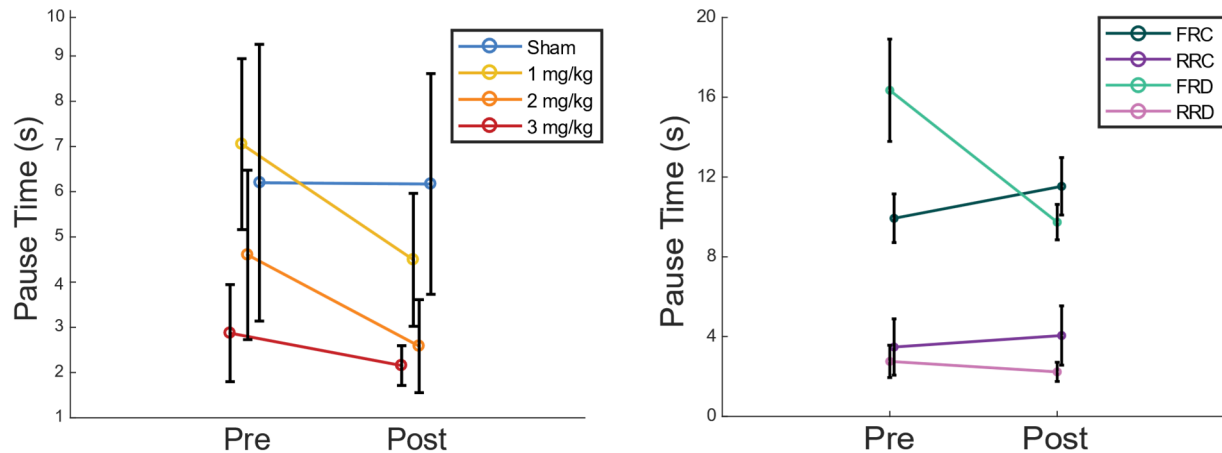 10
9
8
7
6
5
4
3
2
1
Pause Time (s)
Pre
Post
Sham
1 mg/kg
2 mg/kg
3 mg/kg
20
16
12
8
4
0
Pause Time (s)
Pre
Post
FRC
RRC
FRD
RRD